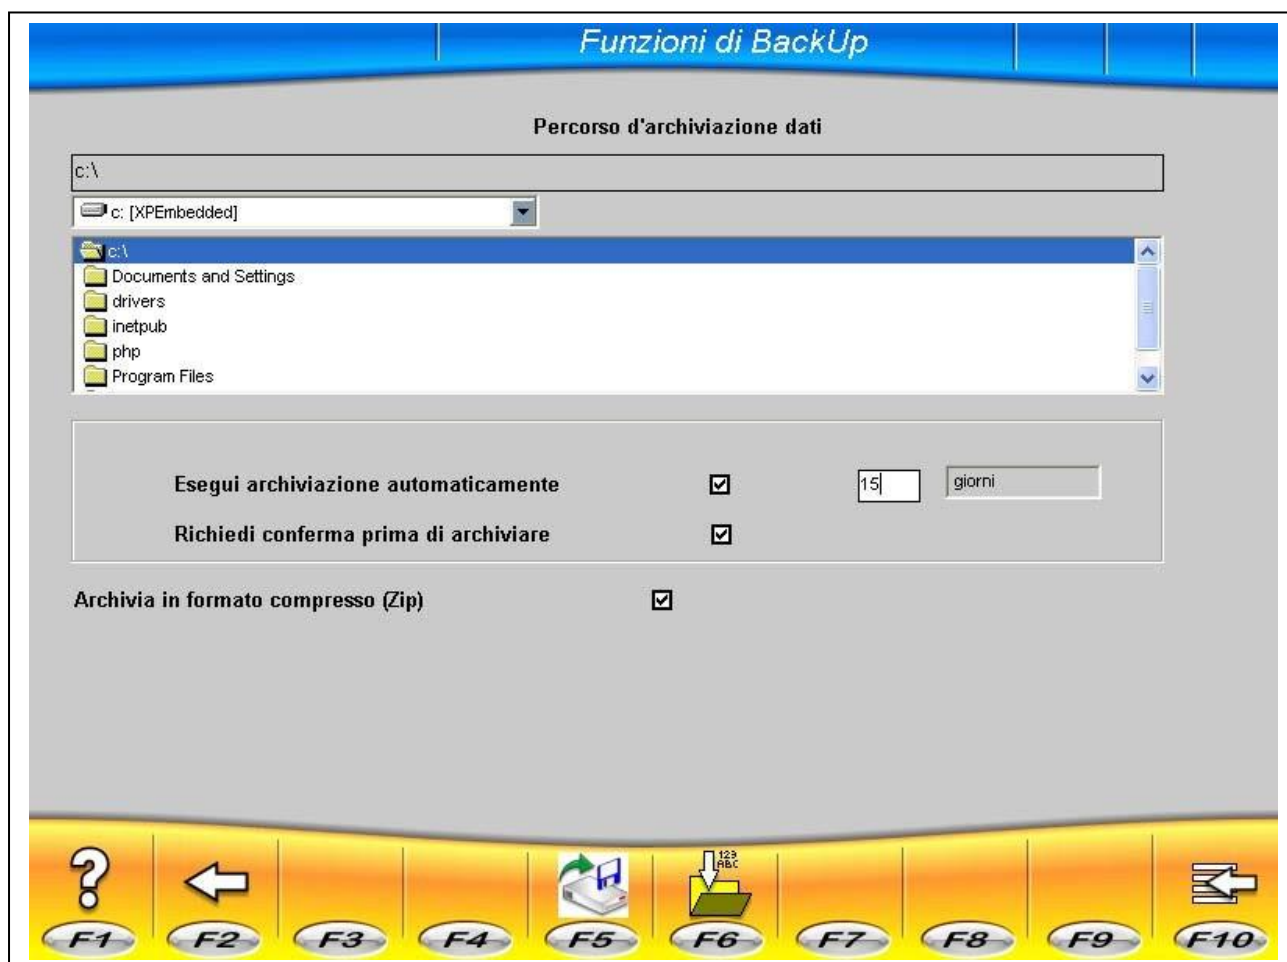 Funzioni di BackUp
Percorso d'archiviazione dati
c:\
c: [XPEmbedded]
c:\
Documents and Settings
drivers
inetpub
php
Program Files
Esegui archiviazione automaticamente 15 giorni
Richiedi conferma prima di archiviare
Archivia in formato compresso (Zip)
?
123
ABC
F1 F2 F3 F4 F5 F6 F7 F8 F9 F10